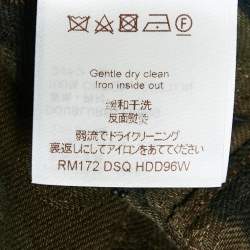 Gentle dry clean
Iron inside out
缓和干洗
反面熨烫
弱流でドライクリーニング
裏返しにしてアイロンをあててください
RM172 DSQ HDD96W